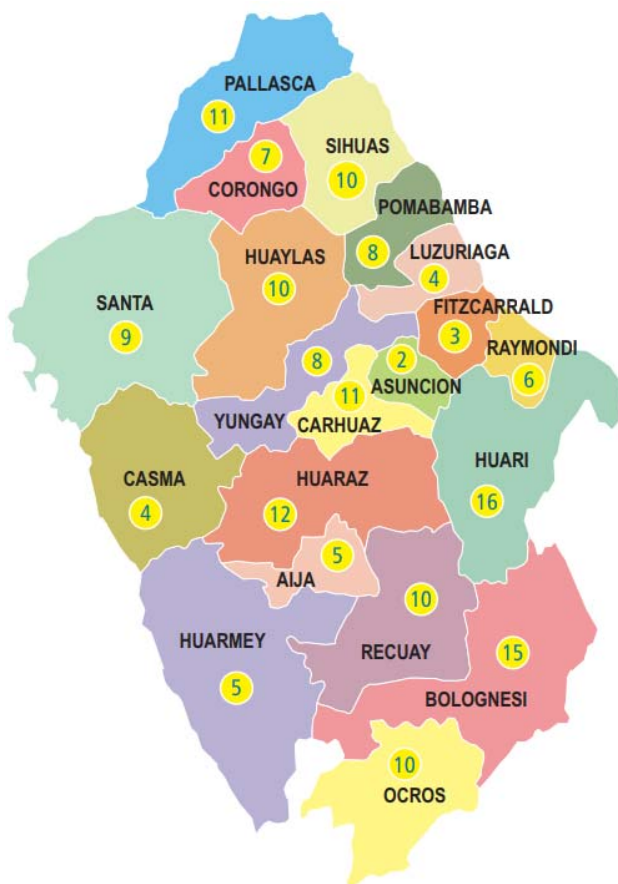 PALLASCA
11
7
CORONGO
SIHUAS
10
POMABAMBA
8
LUZURIAGA
4
HUAYLAS
10
SANTA
9
FITZCARRALD
3
RAYMONDI
6
8
YUNGAY
2
ASUNCION
11
CARHUAZ
HUARI
16
CASMA
4
HUARAZ
12
5
AIJA
10
RECUAY
HUARMEY
5
15
BOLOGNESI
10
OCROS